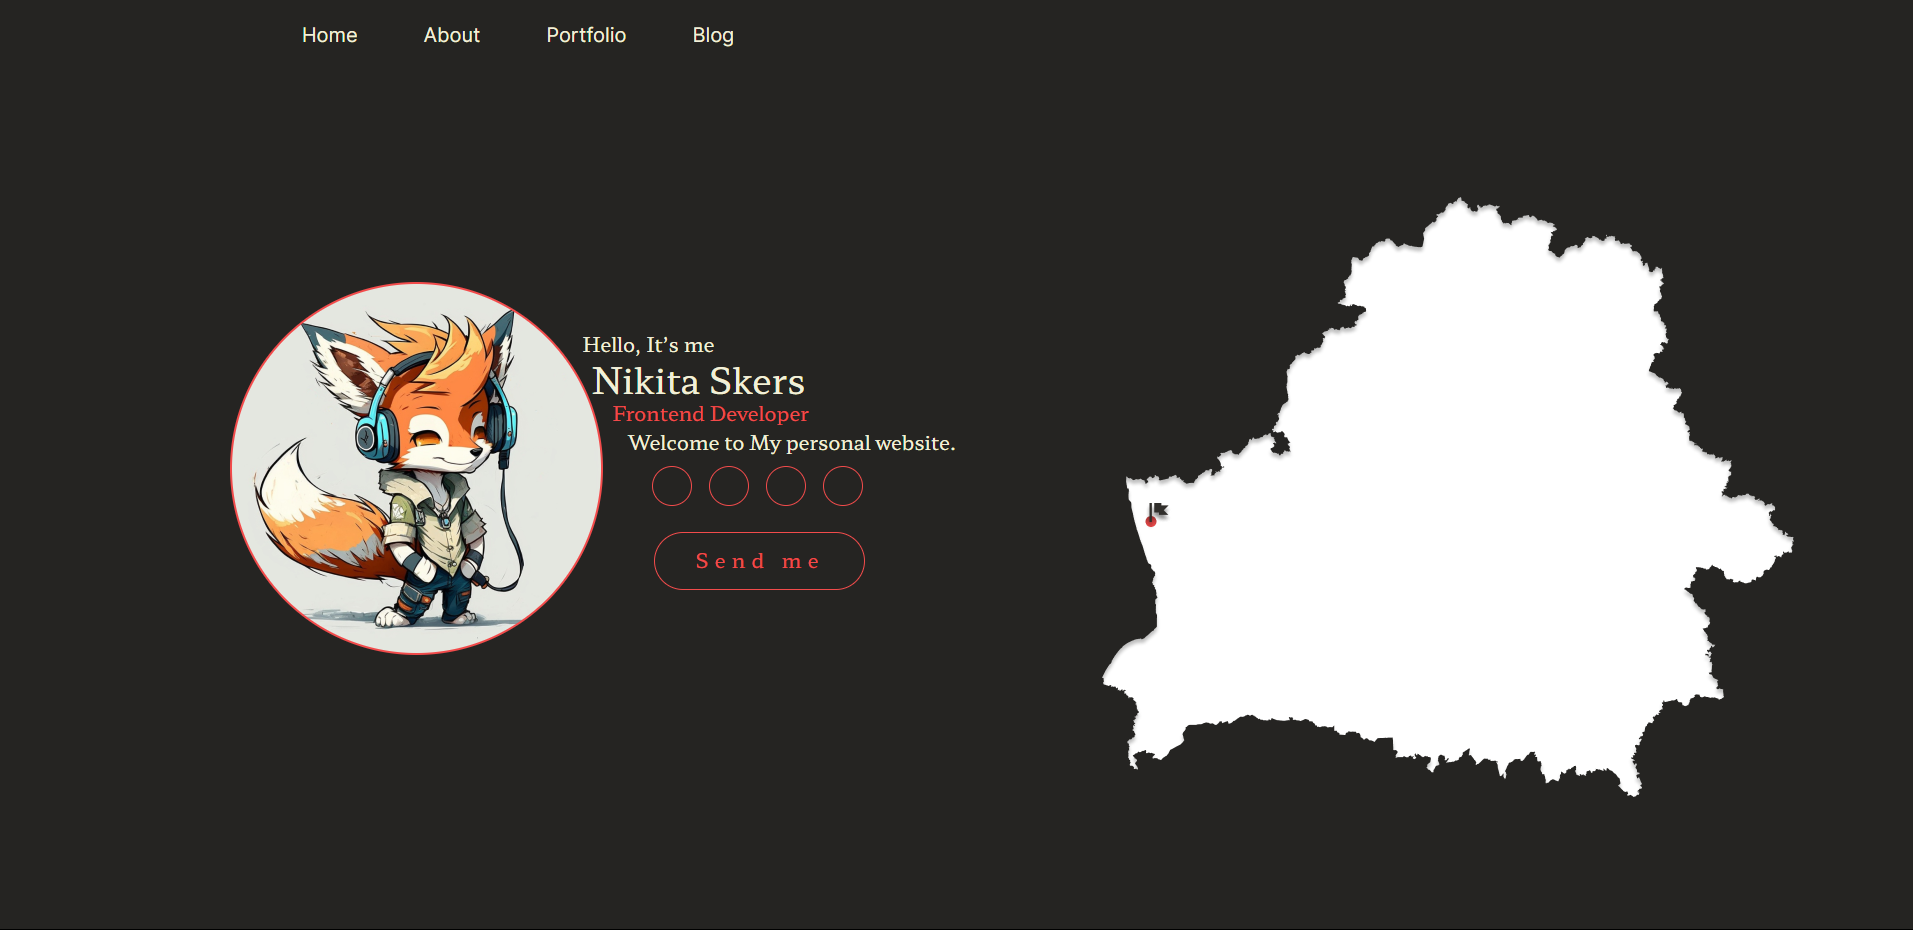 Home About Portfolio Blog
Hello, It’s me
Nikita Skers
Frontend Developer
Welcome to My personal website.
Send me